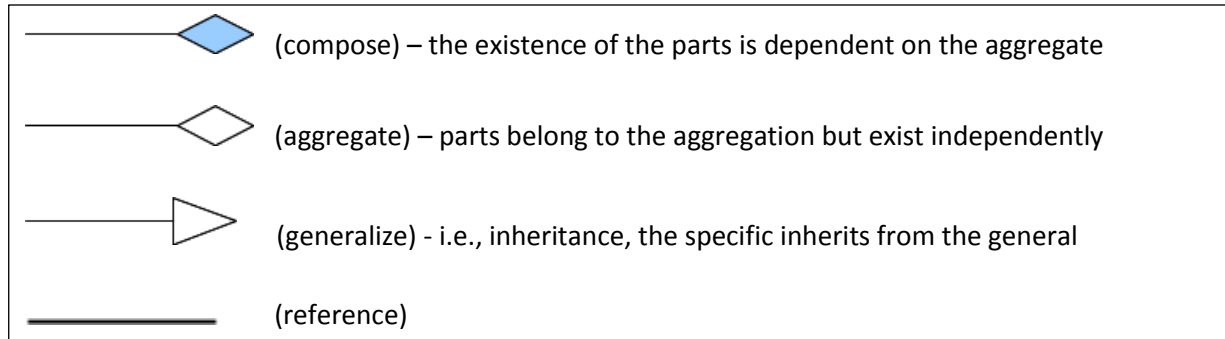 (compose) – the existence of the parts is dependent on the aggregate
(aggregate) – parts belong to the aggregation but exist independently
(generalize) - i.e., inheritance, the specific inherits from the general
(reference)